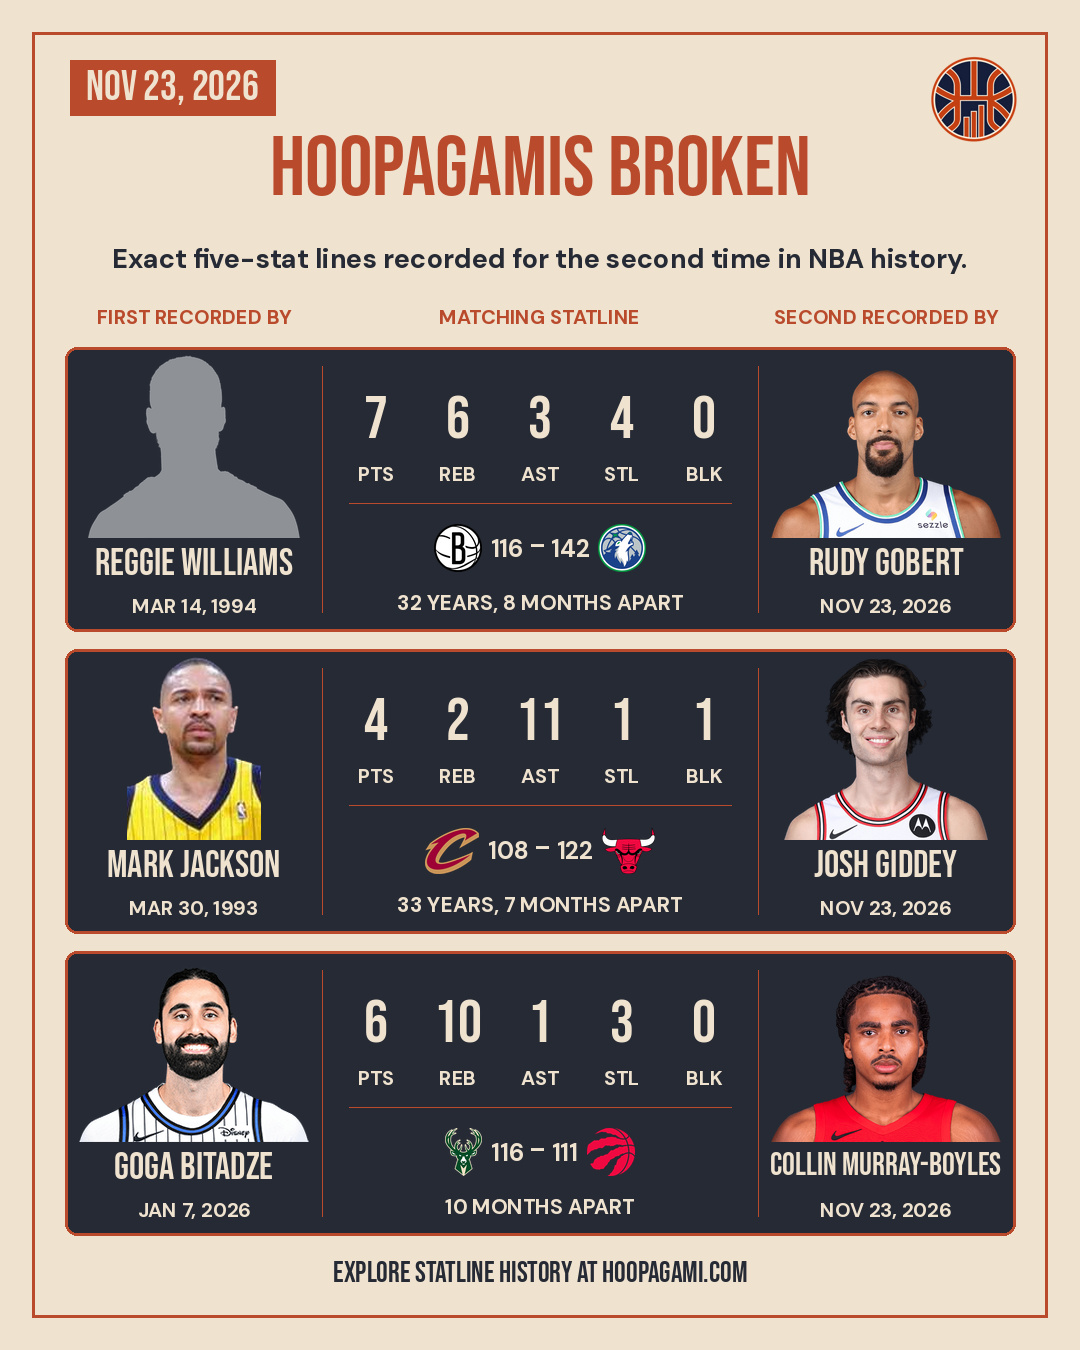 NOV 23, 2026
HOOPAGAMIS BROKEN
Exact five-stat lines recorded for the second time in NBA history.
FIRST RECORDED BY MATCHING STATLINE SECOND RECORDED BY
7 6 3 4 0
PTS REB AST STL BLK
B 116 – 142
sezzle
REGGIE WILLIAMS RUDY GOBERT
MAR 14, 1994 32 YEARS, 8 MONTHS APART NOV 23, 2026
4 2 11 1 1
PTS REB AST STL BLK
C 108 – 122
MARK JACKSON JOSH GIDDEY
MAR 30, 1993 33 YEARS, 7 MONTHS APART NOV 23, 2026
6 10 1 3 0
PTS REB AST STL BLK
Disney
116 – 111
GOGA BITADZE COLLIN MURRAY-BOYLES
JAN 7, 2026 10 MONTHS APART NOV 23, 2026
EXPLORE STATLINE HISTORY AT HOOPAGAMI.COM